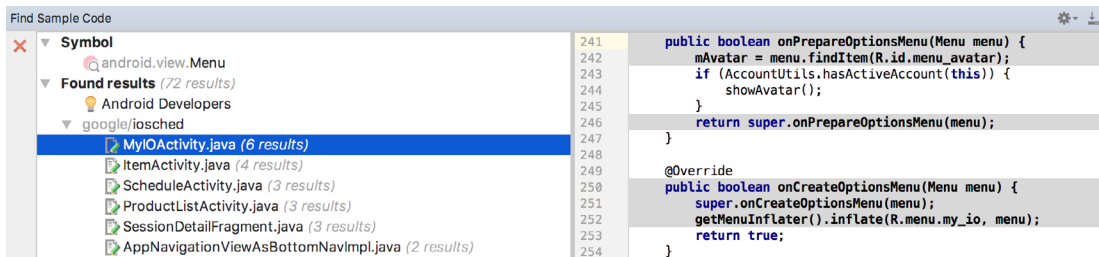 Find Sample Code
Symbol
android.view.Menu
Found results (72 results)
Android Developers
google/iosched
MyIOActivity.java (6 results)
ItemActivity.java (4 results)
ScheduleActivity.java (3 results)
ProductListActivity.java (3 results)
SessionDetailFragment.java (3 results)
AppNavigationViewAsBottomNavImpl.java (2 results)
241 public boolean onPrepareOptionsMenu(Menu menu) {
242 mAvatar = menu.findItem(R.id.menu_avatar);
243 if (AccountUtils.hasActiveAccount(this)) {
244 showAvatar();
245 }
246 return super.onPrepareOptionsMenu(menu);
247 }
248
249 @Override
250 public boolean onCreateOptionsMenu(Menu menu) {
251 super.onCreateOptionsMenu(menu);
252 getMenuInflater().inflate(R.menu.my_io, menu);
253 return true;
254 }